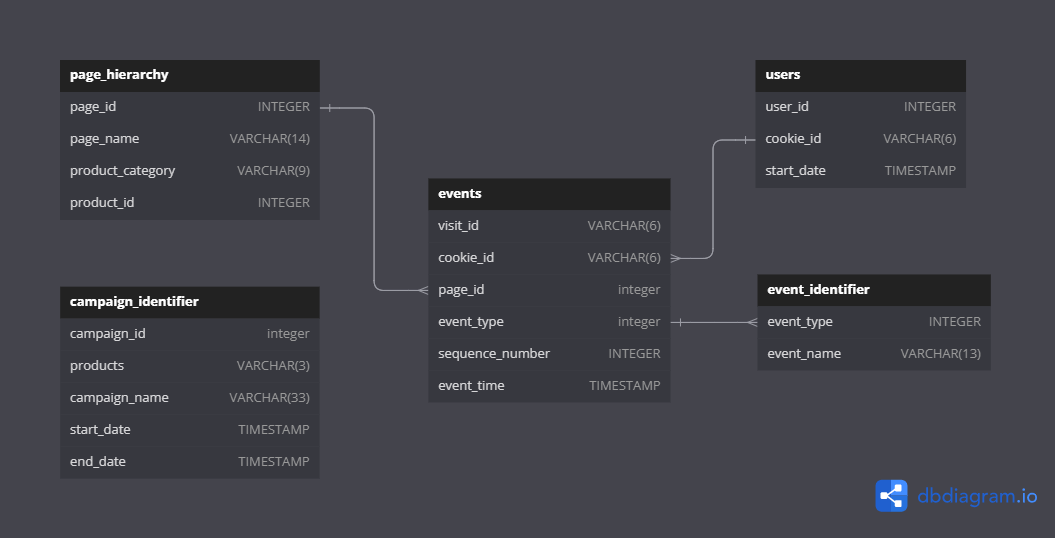 page_hierarchy
page_id INTEGER
page_name VARCHAR(14)
product_category VARCHAR(9)
product_id INTEGER
users
user_id INTEGER
cookie_id VARCHAR(6)
start_date TIMESTAMP
events
visit_id VARCHAR(6)
cookie_id VARCHAR(6)
page_id integer
event_type integer
sequence_number INTEGER
event_time TIMESTAMP
campaign_identifier
campaign_id integer
products VARCHAR(3)
campaign_name VARCHAR(33)
start_date TIMESTAMP
end_date TIMESTAMP
event_identifier
event_type INTEGER
event_name VARCHAR(13)
dbdiagram.io